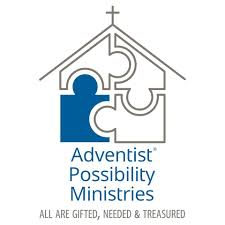 Adventist®
Possibility
Ministries
ALL ARE GIFTED, NEEDED & TREASURED